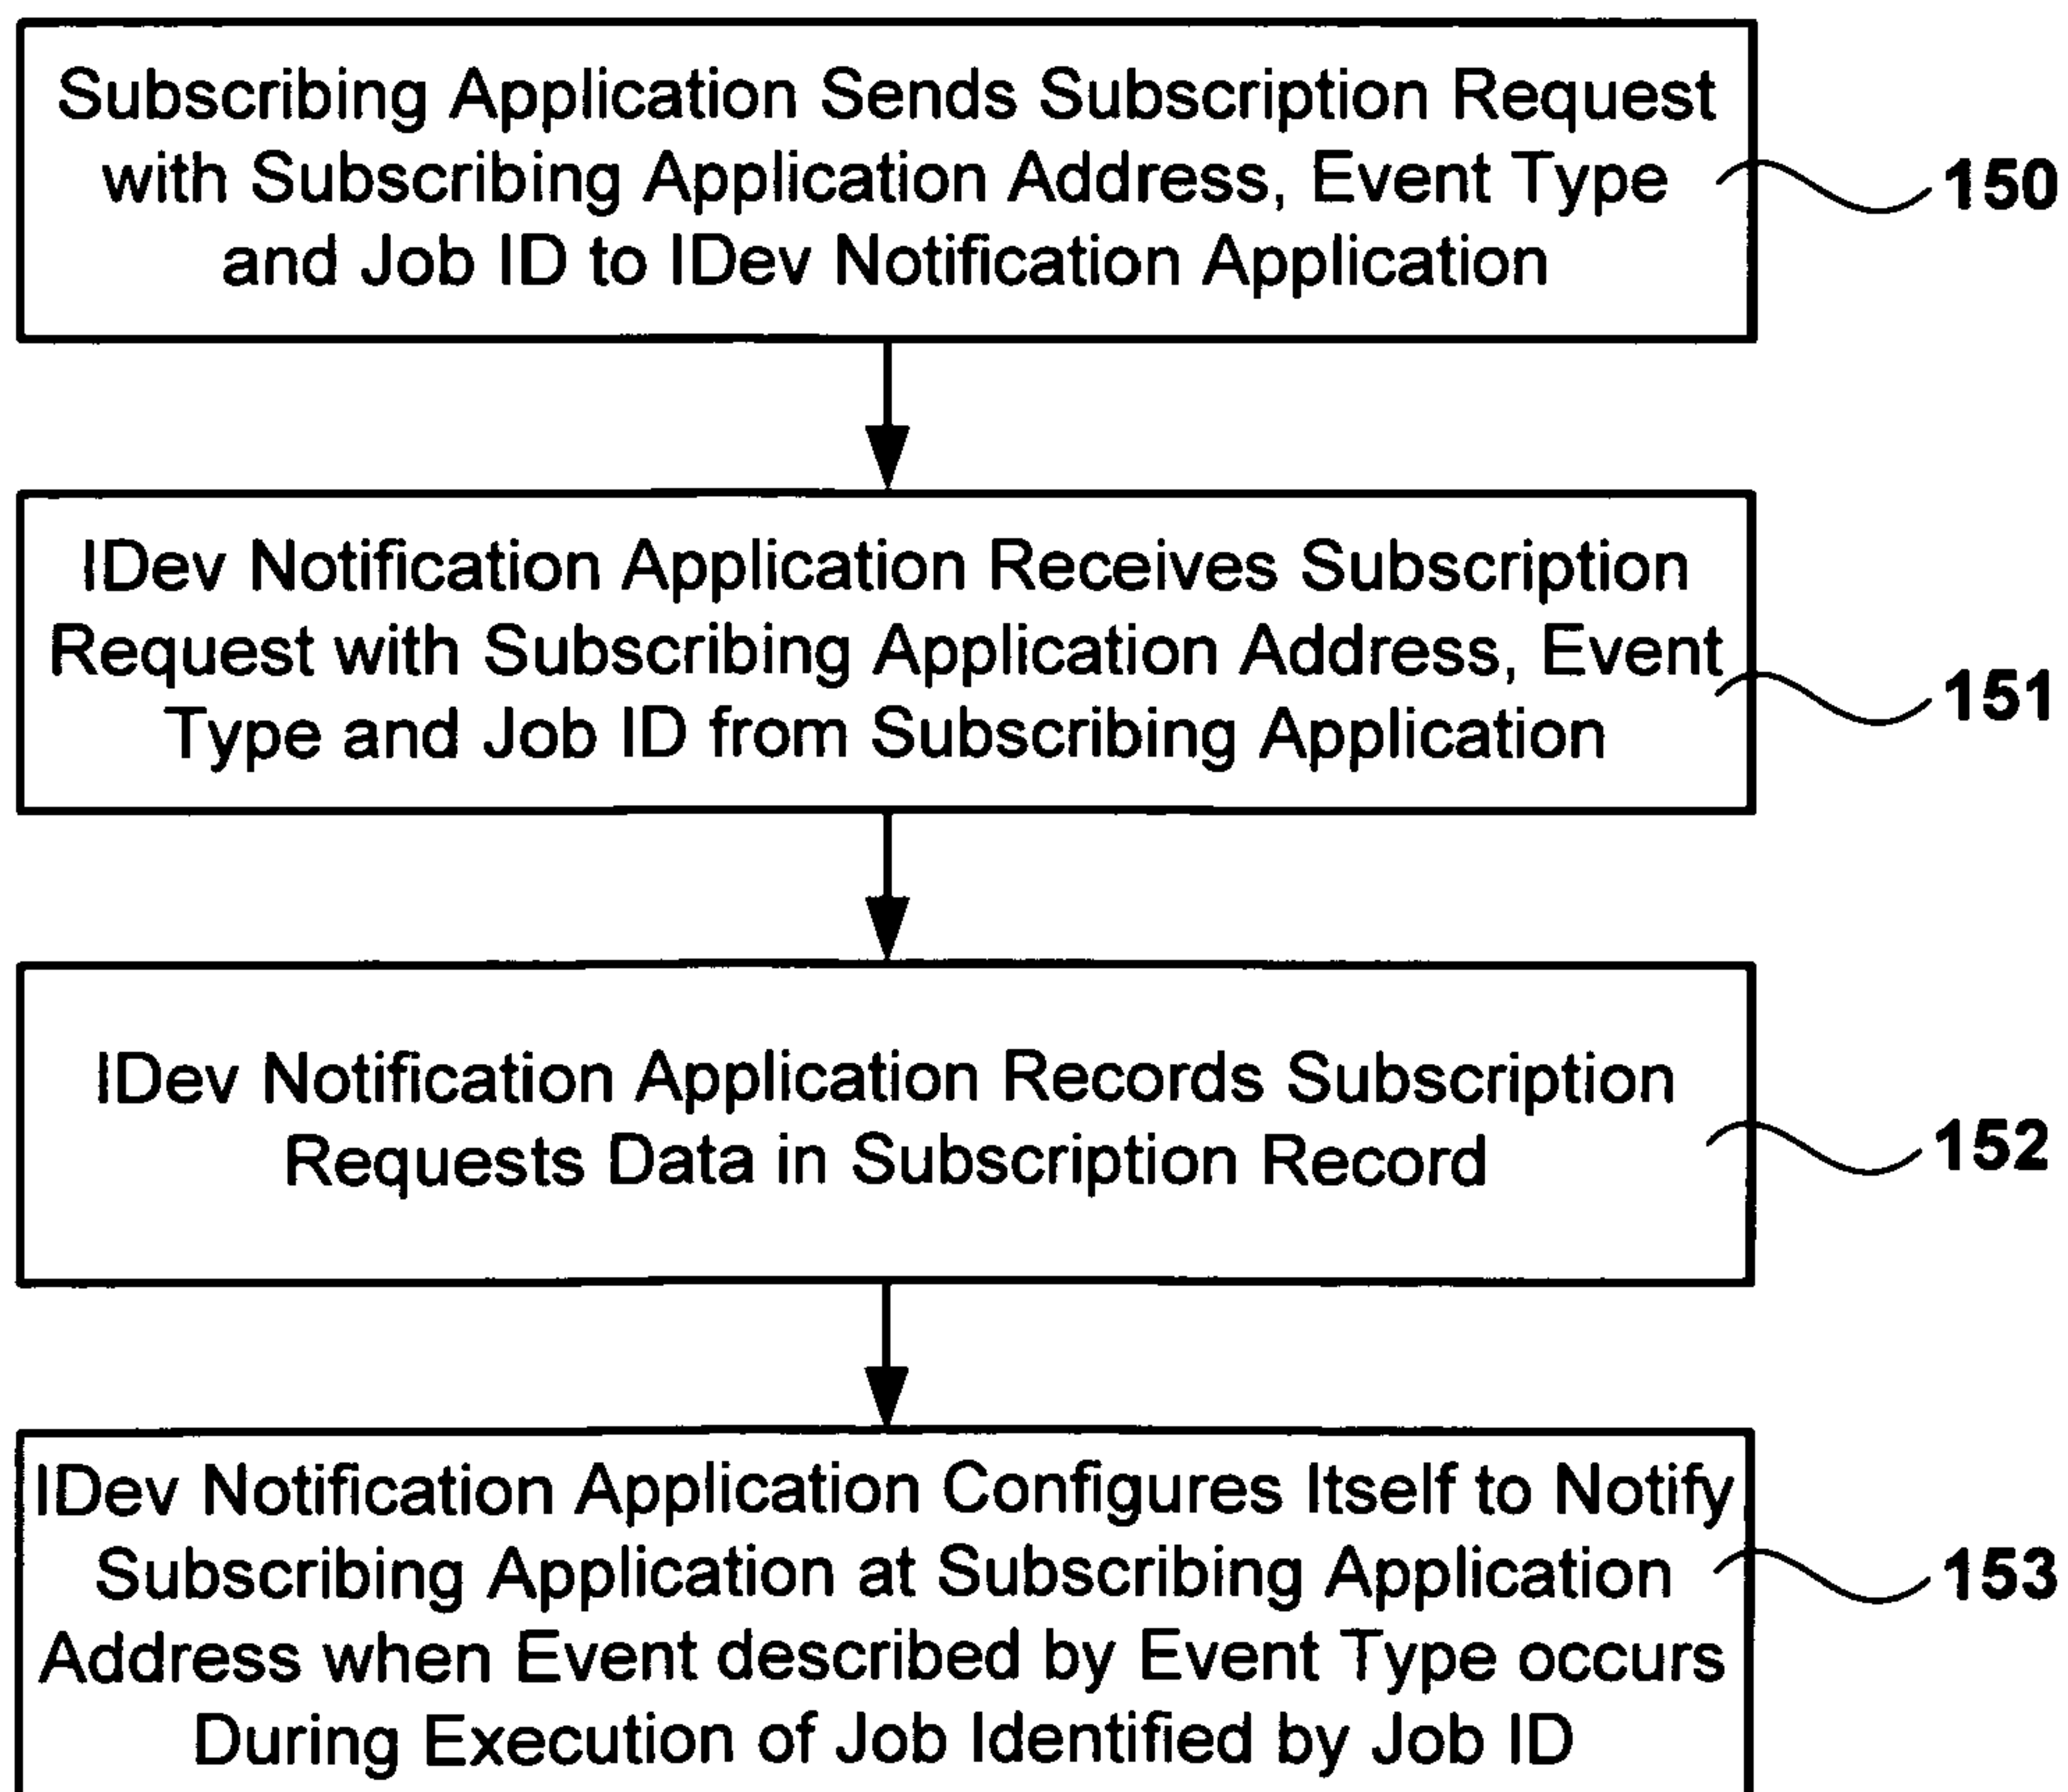 Subscribing Application Sends Subscription Request
with Subscribing Application Address, Event Type
and Job ID to IDev Notification Application
150
IDev Notification Application Receives Subscription
Request with Subscribing Application Address, Event
Type and Job ID from Subscribing Application
151
IDev Notification Application Records Subscription
Requests Data in Subscription Record
152
IDev Notification Application Configures Itself to Notify
Subscribing Application at Subscribing Application
Address when Event described by Event Type occurs
During Execution of Job Identified by Job ID
153